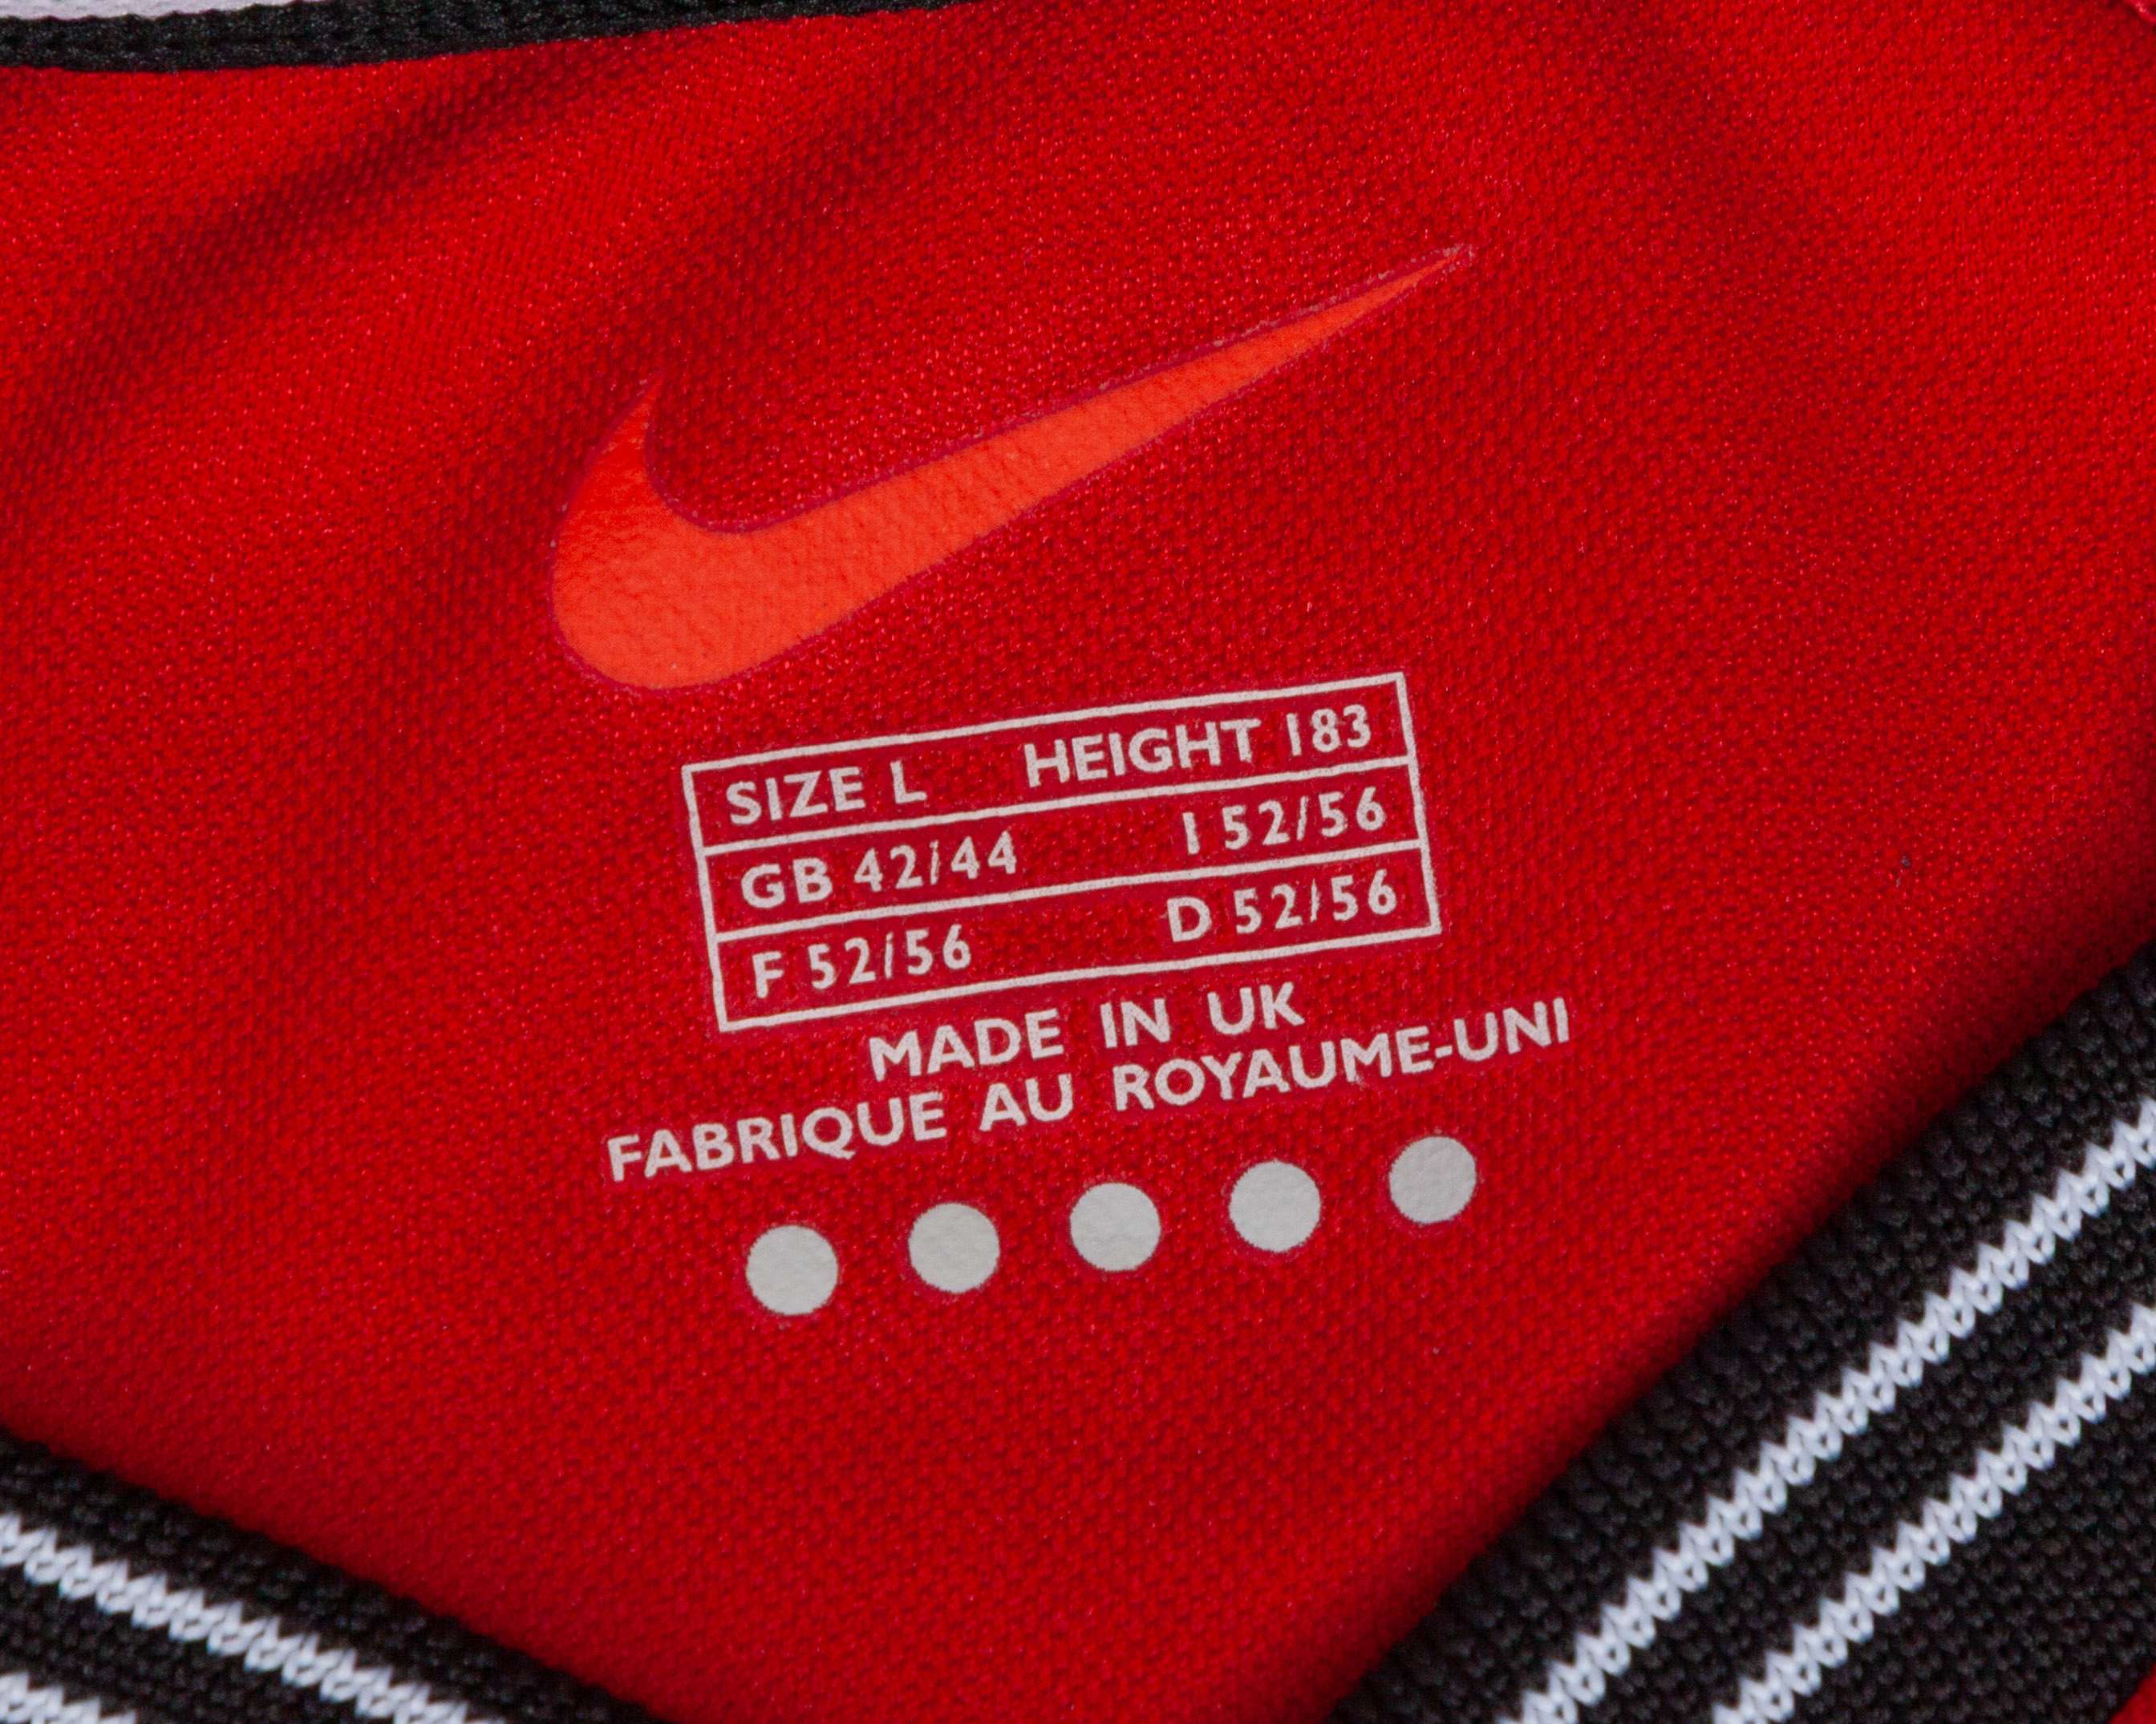 SIZE L HEIGHT 183
GB 42/44 I 52/56
F 52/56 D 52/56
MADE IN UK
FABRIQUE AU ROYAUME-UNI